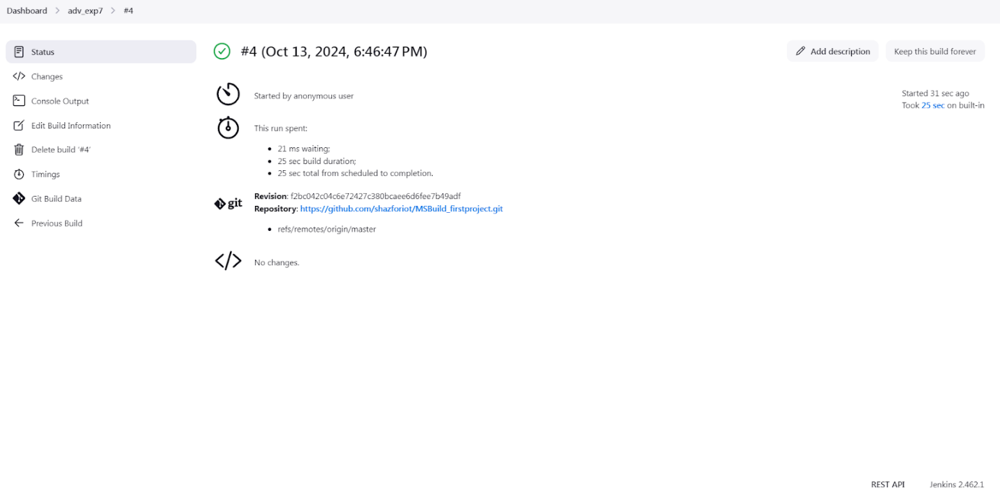 Dashboard > adv_exp7 > #4
Status
Changes
Console Output
Edit Build Information
Delete build '#4'
Timings
Git Build Data
Previous Build
#4 (Oct 13, 2024, 6:46:47 PM)
Add description
Keep this build forever
Started by anonymous user
Started 31 sec ago
Took 25 sec on built-in
This run spent:
21 ms waiting;
25 sec build duration;
25 sec total from scheduled to completion.
git
Revision: f2bc042c04c6e72427c380bcaee6d6fee7b49adf
Repository: https://github.com/shazforiot/MSBuild_firstproject.git
refs/remotes/origin/master
No changes.
REST API
Jenkins 2.462.1